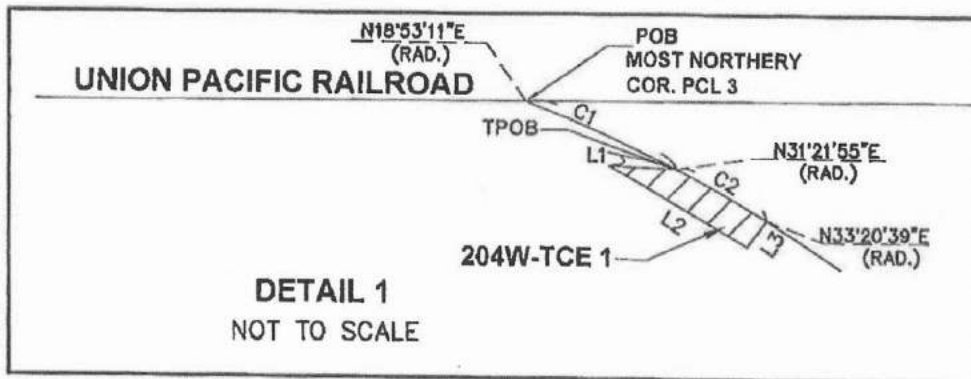 N18°53'11"E
(RAD.)
POB
MOST NORTHERY
COR. PCL 3
UNION PACIFIC RAILROAD
C1
TPOB
L1
N31°21'55"E
(RAD.)
C2
L2
L3
N33°20'39"E
(RAD.)
204W-TCE 1
DETAIL 1
NOT TO SCALE